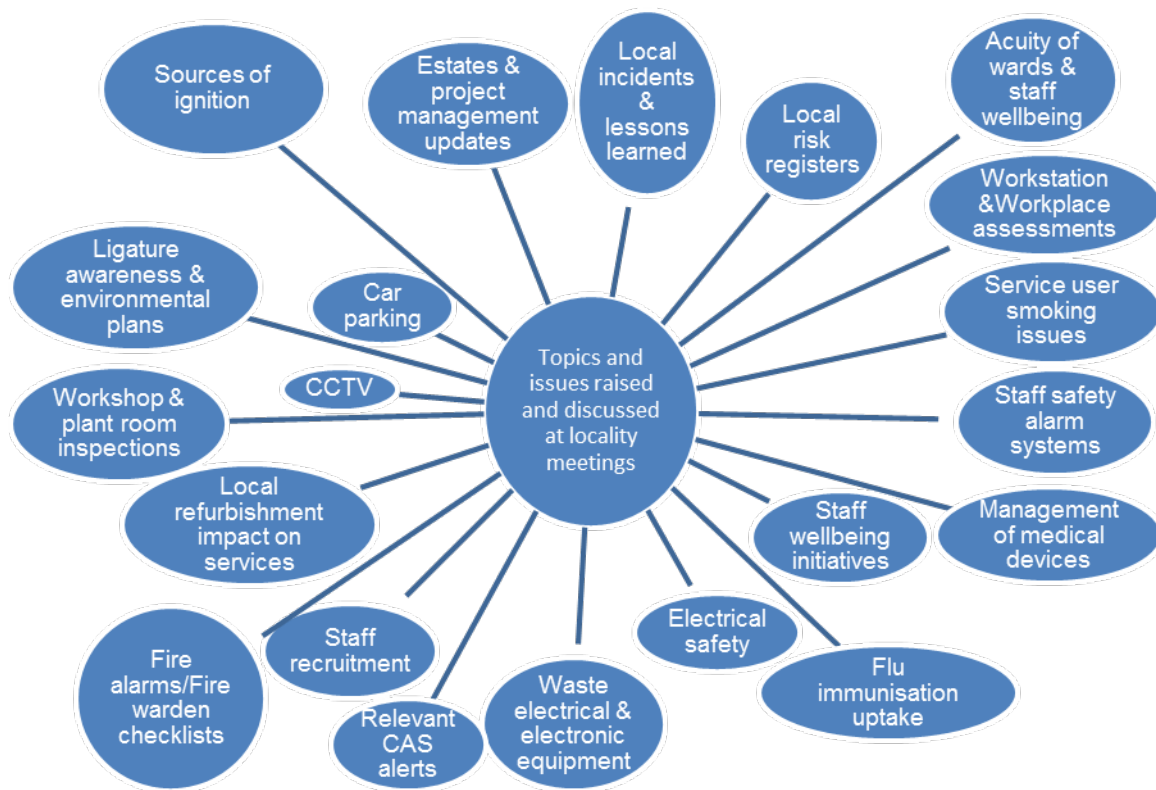 Sources of
ignition
Estates &
project
management
updates
Local
incidents
&
lessons
learned
Local
risk
registers
Acuity of
wards &
staff
wellbeing
Workstation
&Workplace
assessments
Ligature
awareness &
environmental
plans
Car
parking
Service user
smoking
issues
CCTV
Topics and
issues raised
and discussed
at locality
meetings
Workshop &
plant room
inspections
Staff safety
alarm
systems
Local
refurbishment
impact on
services
Staff
wellbeing
initiatives
Management
of medical
devices
Fire
alarms/Fire
warden
checklists
Staff
recruitment
Relevant
CAS
alerts
Waste
electrical &
electronic
equipment
Electrical
safety
Flu
immunisation
uptake